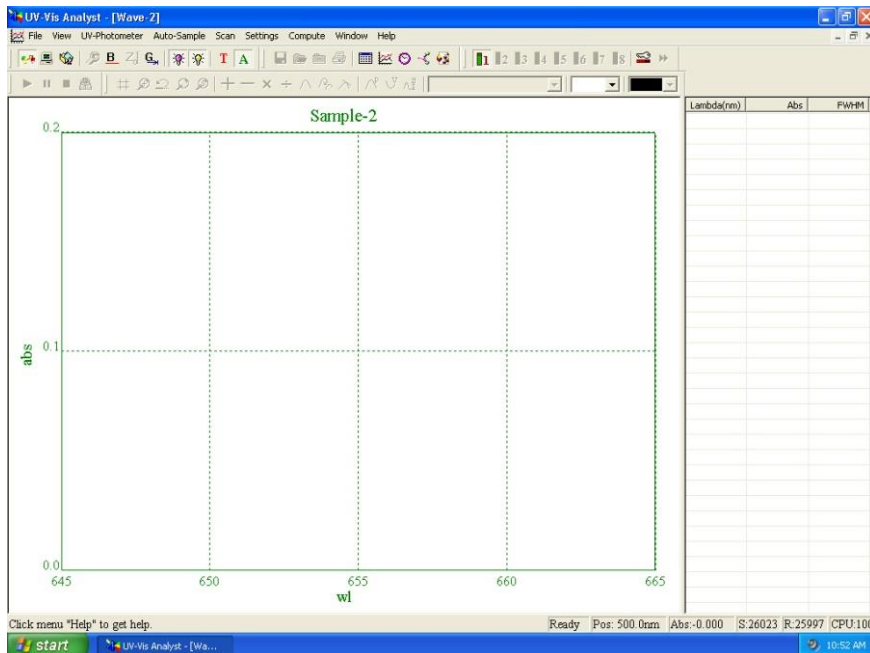 UV-Vis Analyst - [Wave-2]
File View UV-Photometer Auto-Sample Scan Settings Compute Window Help
B Z G T A 1 2 3 4 5 6 7 8
Sample-2
Lambda(nm) Abs FWHM
0.2
0.1
abs
0.0
645 650 655 660 665
wl
Click menu "Help" to get help. Ready Pos: 500.0nm Abs:-0.000 S:26023 R:25997 CPU:100
start UV-Vis Analyst - [Wa... 10:52 AM